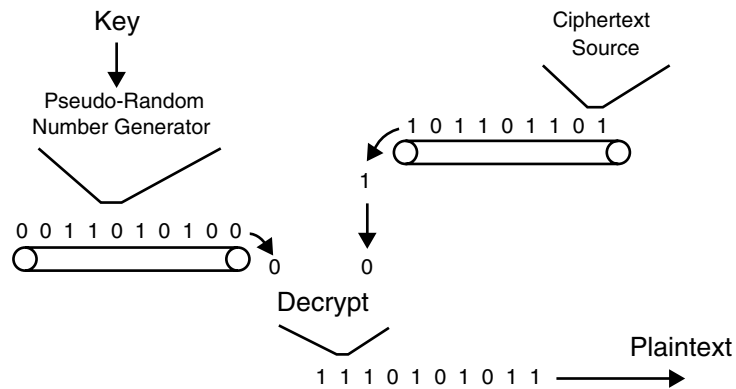 Key
Pseudo-Random
Number Generator
0 0 1 1 0 1 0 1 0 0
0
Ciphertext
Source
1 0 1 1 0 1 1 0 1
1
0
Decrypt
1 1 1 0 1 0 1 0 1 1
Plaintext